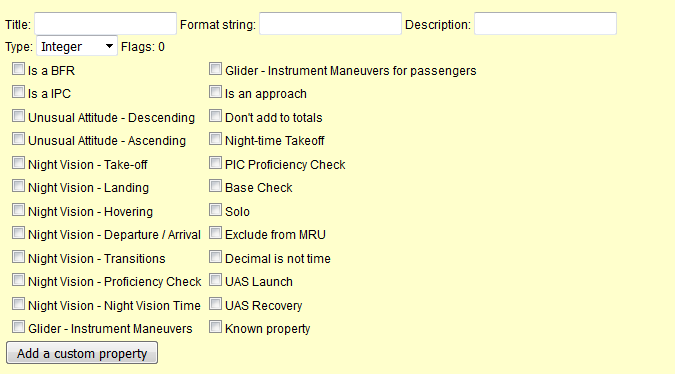 Title: Format string: Description:
Type: Integer Flags: 0
Is a BFR Glider - Instrument Maneuvers for passengers
Is a IPC Is an approach
Unusual Attitude - Descending Don't add to totals
Unusual Attitude - Ascending Night-time Takeoff
Night Vision - Take-off PIC Proficiency Check
Night Vision - Landing Base Check
Night Vision - Hovering Solo
Night Vision - Departure / Arrival Exclude from MRU
Night Vision - Transitions Decimal is not time
Night Vision - Proficiency Check UAS Launch
Night Vision - Night Vision Time UAS Recovery
Glider - Instrument Maneuvers Known property
Add a custom property